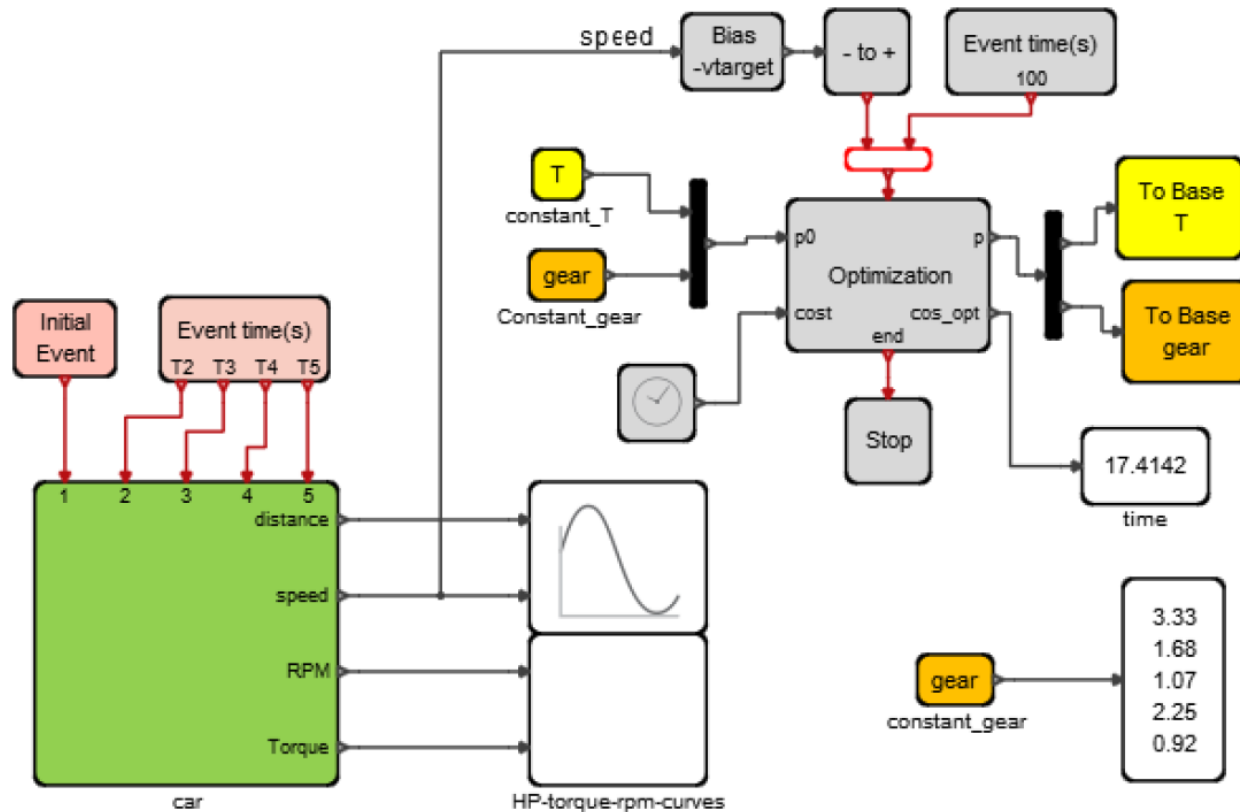 speed
Bias
-vtarget
- to +
Event time(s)
100
T
constant_T
gear
Constant_gear
p0
p
Optimization
cost
cos_opt
end
To Base
T
To Base
gear
Initial
Event
Event time(s)
T2 T3 T4 T5
Stop
17.4142
time
1 2 3 4 5
distance
speed
RPM
Torque
car
HP-torque-rpm-curves
gear
constant_gear
3.33
1.68
1.07
2.25
0.92